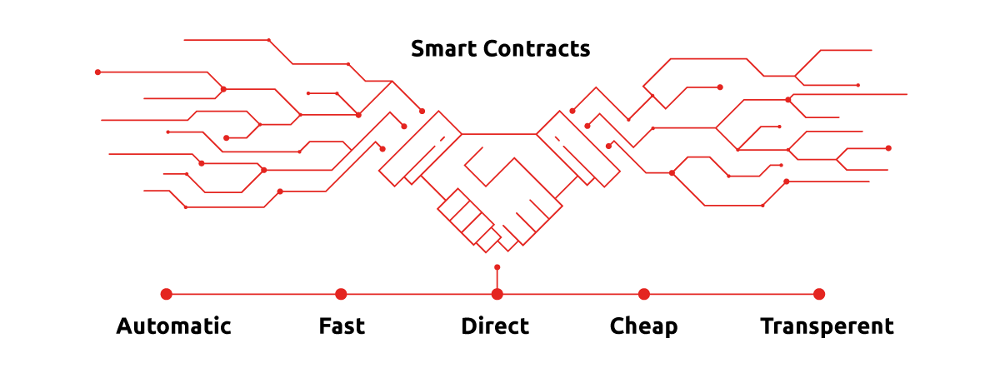 Smart Contracts
Automatic Fast Direct Cheap Transperent